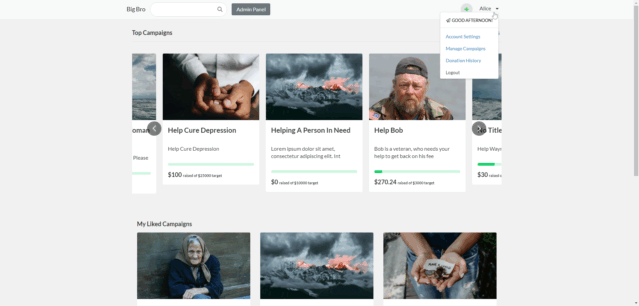 Big Bro
Admin Panel
Alice
GOOD AFTERNOON!
Account Settings
Manage Campaigns
Donation History
Logout
Top Campaigns
Help Cure Depression
Help Cure Depression
$100 raised of $23000 target
Helping A Person In Need
Lorem ipsum dolor sit amet,
consectetur adipiscing elit, Int
$0 raised of $10000 target
Help Bob
Bob is a veteran, who needs your
help to get back on his fee
$270.24 raised of $3000 target
No Title
Help Wayn
$30 raised
Please
My Liked Campaigns